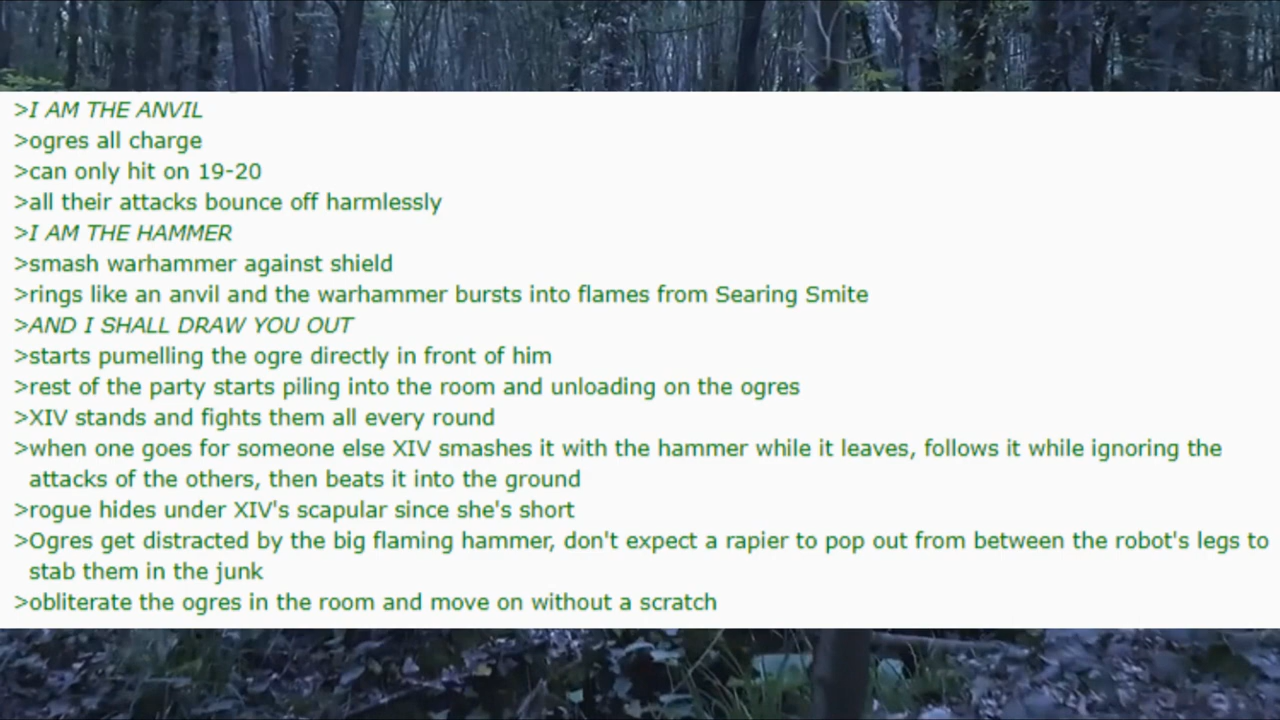 >I AM THE ANVIL
>ogres all charge
>can only hit on 19-20
>all their attacks bounce off harmlessly
>I AM THE HAMMER
>smash warhammer against shield
>rings like an anvil and the warhammer bursts into flames from Searing Smite
>AND I SHALL DRAW YOU OUT
>starts pumelling the ogre directly in front of him
>rest of the party starts piling into the room and unloading on the ogres
>XIV stands and fights them all every round
>when one goes for someone else XIV smashes it with the hammer while it leaves, follows it while ignoring the
attacks of the others, then beats it into the ground
>rogue hides under XIV's scapular since she's short
>Ogres get distracted by the big flaming hammer, don't expect a rapier to pop out from between the robot's legs to
stab them in the junk
>obliterate the ogres in the room and move on without a scratch